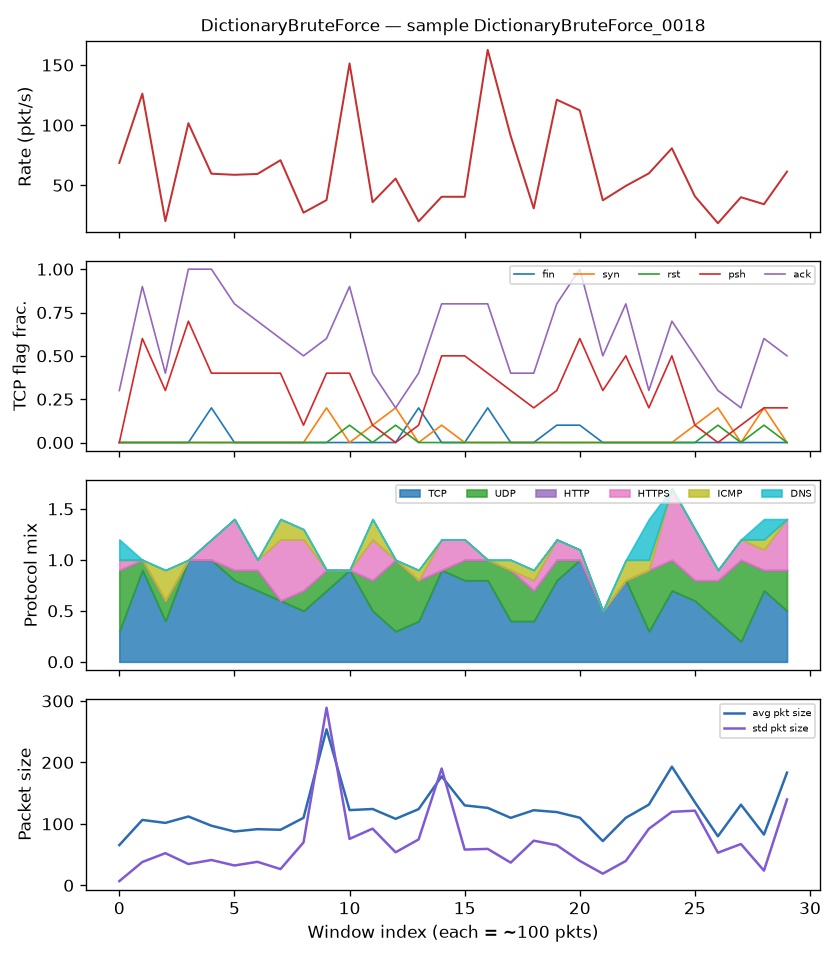 DictionaryBruteForce — sample DictionaryBruteForce_0018
150
100
50
Rate (pkt/s)
fin syn rst psh ack
1.00
0.75
0.50
0.25
0.00
TCP flag frac.
TCP UDP HTTP HTTPS ICMP DNS
1.5
1.0
0.5
0.0
Protocol mix
avg pkt size
std pkt size
300
200
100
0
Packet size
0 5 10 15 20 25 30
Window index (each = ~100 pkts)